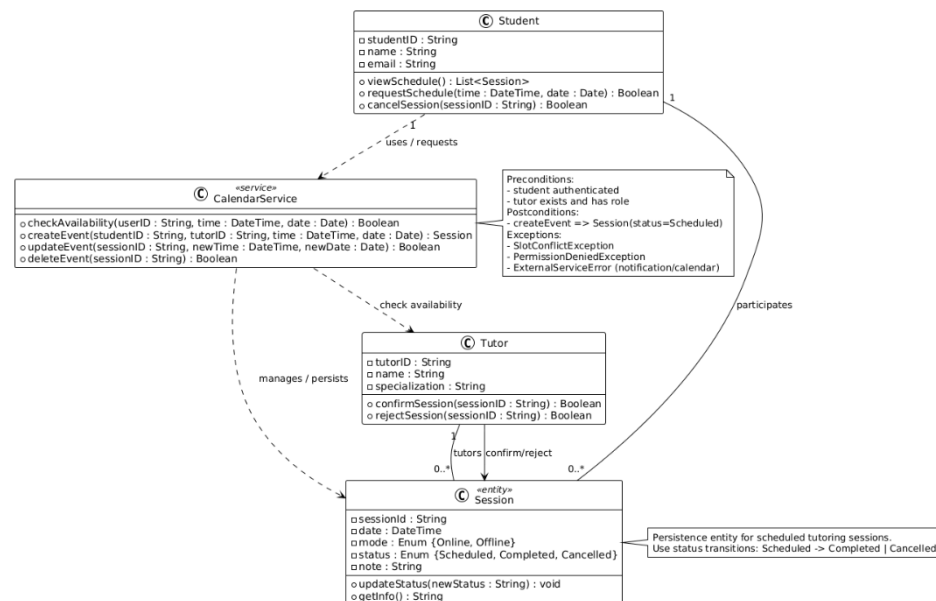 C Student
studentID : String
name : String
email : String
viewSchedule() : List<Session>
requestSchedule(time : DateTime, date : Date) : Boolean
cancelSession(sessionID : String) : Boolean
1
1
uses / requests
«service»
C CalendarService
checkAvailability(userID : String, time : DateTime, date : Date) : Boolean
createEvent(studentID : String, tutorID : String, time : DateTime, date : Date) : Session
updateEvent(sessionID : String, newTime : DateTime, newDate : Date) : Boolean
deleteEvent(sessionID : String) : Boolean
Preconditions:
- student authenticated
- tutor exists and has role
Postconditions:
- createEvent => Session(status=Scheduled)
Exceptions:
- SlotConflictException
- PermissionDeniedException
- ExternalServiceError (notification/calendar)
check availability
participates
C Tutor
tutorID : String
name : String
specialization : String
confirmSession(sessionID : String) : Boolean
rejectSession(sessionID : String) : Boolean
manages / persists
1
tutors
confirm/reject
0..*
0..*
«entity»
C Session
sessionId : String
date : DateTime
mode : Enum {Online, Offline}
status : Enum {Scheduled, Completed, Cancelled}
note : String
updateStatus(newStatus : String) : void
getInfo() : String
Persistence entity for scheduled tutoring sessions.
Use status transitions: Scheduled -> Completed | Cancelled